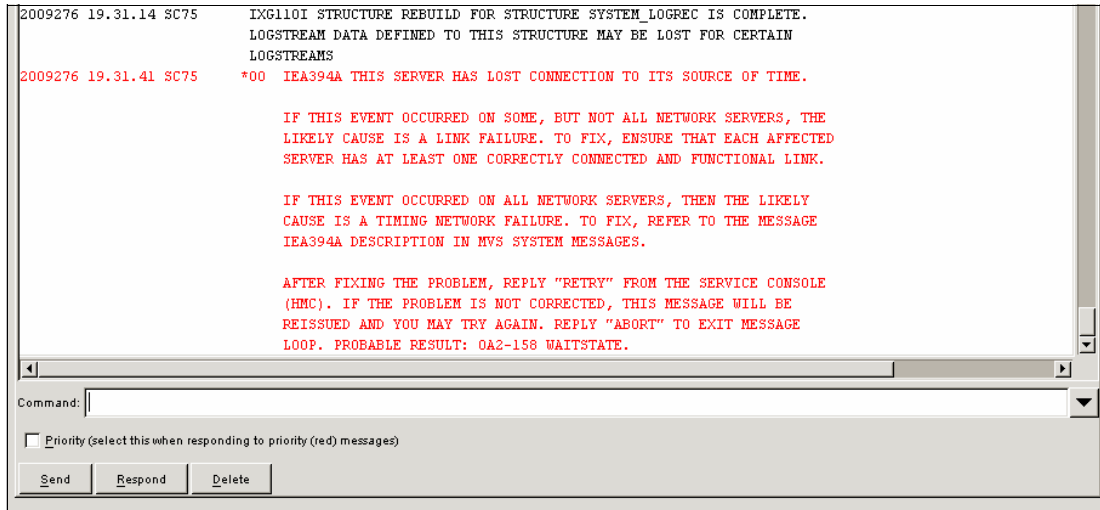 2009276 19.31.14 SC75 IXG110I STRUCTURE REBUILD FOR STRUCTURE SYSTEM_LOGREC IS COMPLETE.
LOGSTREAM DATA DEFINED TO THIS STRUCTURE MAY BE LOST FOR CERTAIN
LOGSTREAMS
2009276 19.31.41 SC75 *00 IEA394A THIS SERVER HAS LOST CONNECTION TO ITS SOURCE OF TIME.
IF THIS EVENT OCCURRED ON SOME, BUT NOT ALL NETWORK SERVERS, THE
LIKELY CAUSE IS A LINK FAILURE. TO FIX, ENSURE THAT EACH AFFECTED
SERVER HAS AT LEAST ONE CORRECTLY CONNECTED AND FUNCTIONAL LINK.
IF THIS EVENT OCCURRED ON ALL NETWORK SERVERS, THEN THE LIKELY
CAUSE IS A TIMING NETWORK FAILURE. TO FIX, REFER TO THE MESSAGE
IEA394A DESCRIPTION IN MVS SYSTEM MESSAGES.
AFTER FIXING THE PROBLEM, REPLY "RETRY" FROM THE SERVICE CONSOLE
(HMC). IF THE PROBLEM IS NOT CORRECTED, THIS MESSAGE WILL BE
REISSUED AND YOU MAY TRY AGAIN. REPLY "ABORT" TO EXIT MESSAGE
LOOP. PROBABLE RESULT: 0A2-158 WAITSTATE.
Command:
Priority (select this when responding to priority (red) messages)
Send Respond Delete